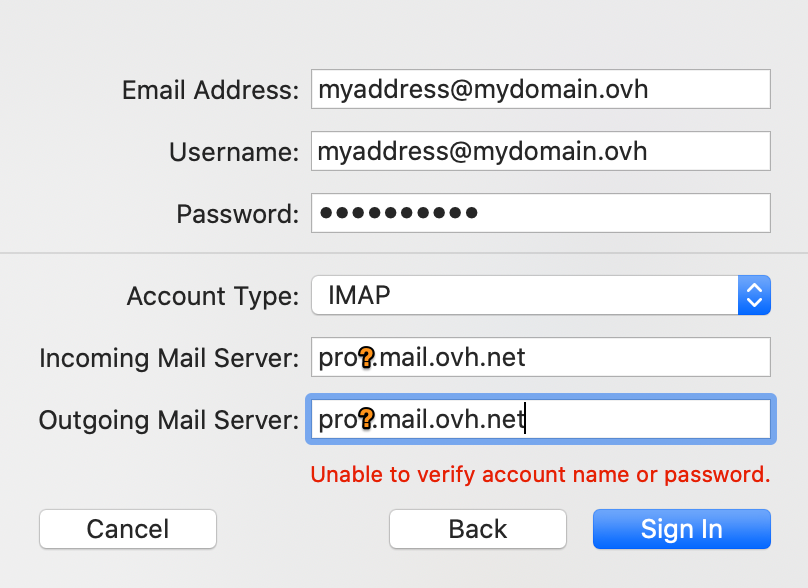 Email Address: myaddress@mydomain.ovh
Username: myaddress@mydomain.ovh
Password: ●●●●●●●●●●
Account Type: IMAP
Incoming Mail Server: pro?.mail.ovh.net
Outgoing Mail Server: pro?.mail.ovh.net
Unable to verify account name or password.
Cancel Back Sign In